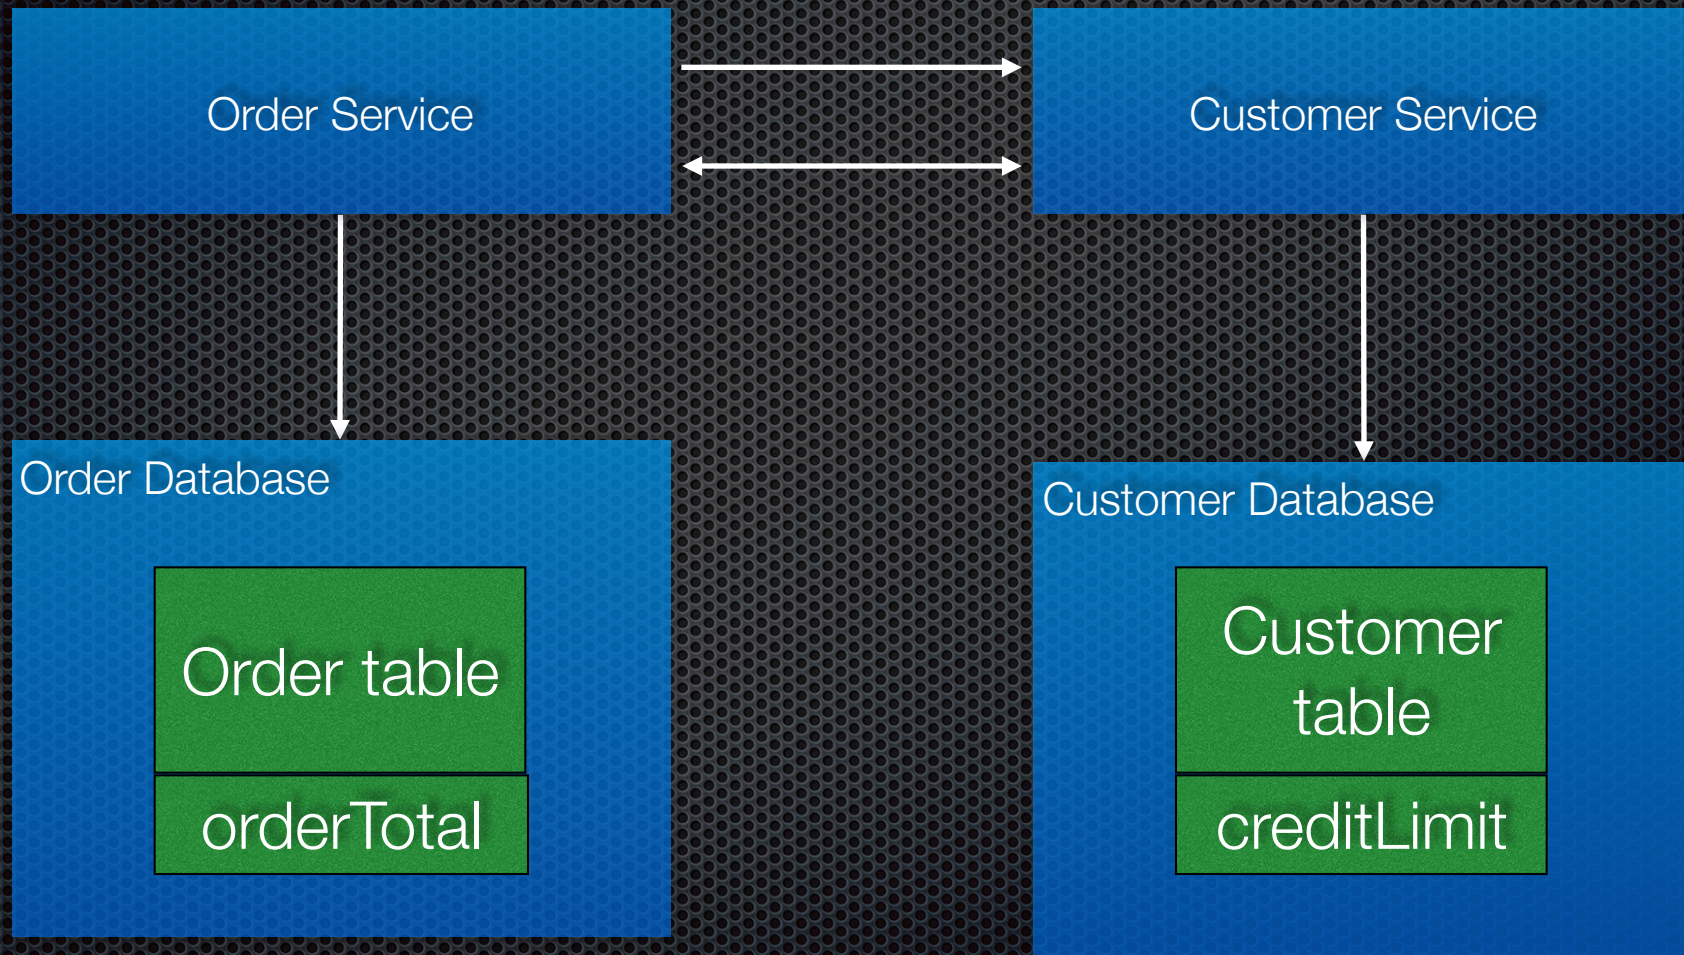 Order Service
Customer Service
Order Database
Customer Database
Order table
Customer
table
orderTotal
creditLimit